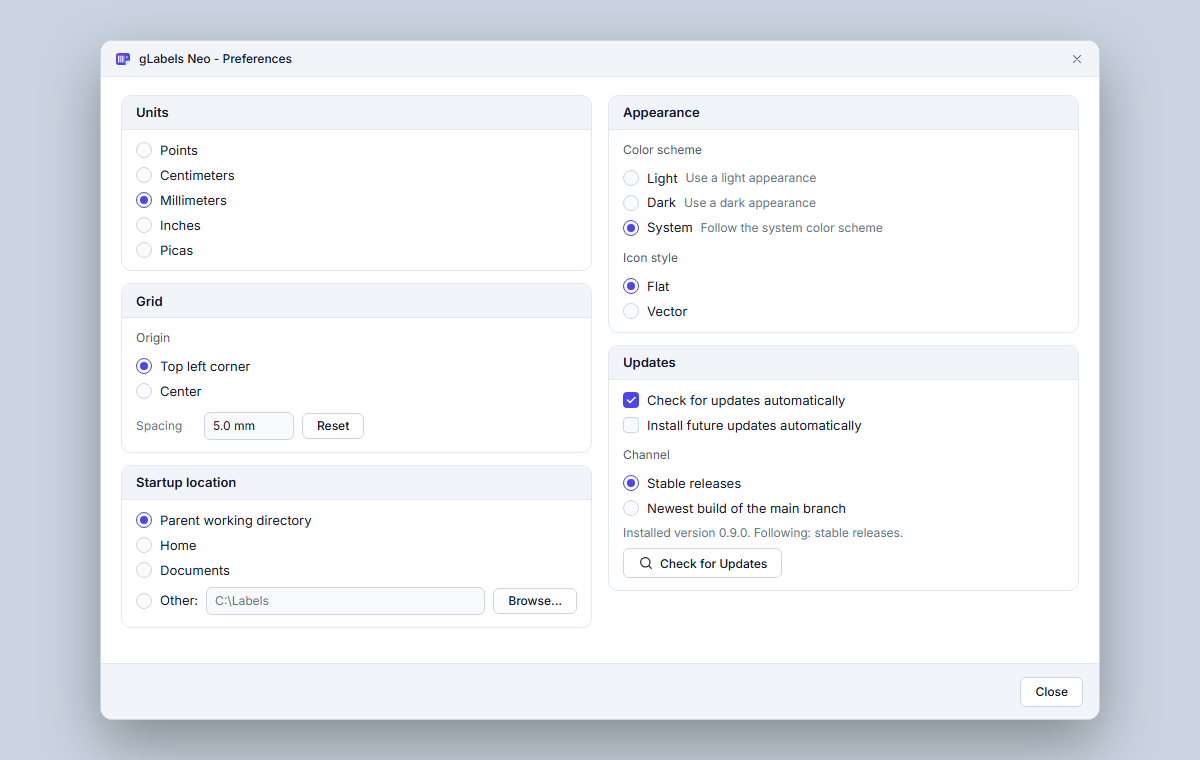 gLabels Neo - Preferences
Units
Points
Centimeters
Millimeters
Inches
Picas
Grid
Origin
Top left corner
Center
Spacing 5.0 mm Reset
Startup location
Parent working directory
Home
Documents
Other: C:\Labels Browse...
Appearance
Color scheme
Light Use a light appearance
Dark Use a dark appearance
System Follow the system color scheme
Icon style
Flat
Vector
Updates
Check for updates automatically
Install future updates automatically
Channel
Stable releases
Newest build of the main branch
Installed version 0.9.0. Following: stable releases.
Check for Updates
Close